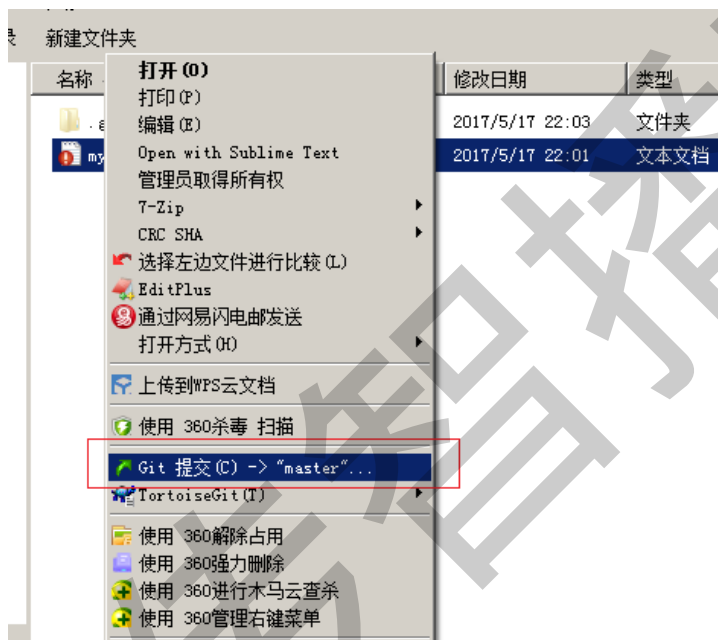 新建文件夹
名称
修改日期
类型
打开(O)
打印(P)
编辑(E)
2017/5/17 22:03
文件夹
my
2017/5/17 22:01
文本文档
Open with Sublime Text
管理员取得所有权
7-Zip
CRC SHA
选择左边文件进行比较(L)
EditPlus
通过网易闪电邮发送
打开方式(H)
上传到WPS云文档
使用 360杀毒 扫描
Git 提交(C) -> "master"...
TortoiseGit(T)
使用 360解除占用
使用 360强力删除
使用 360进行木马云查杀
使用 360管理右键菜单
传智播